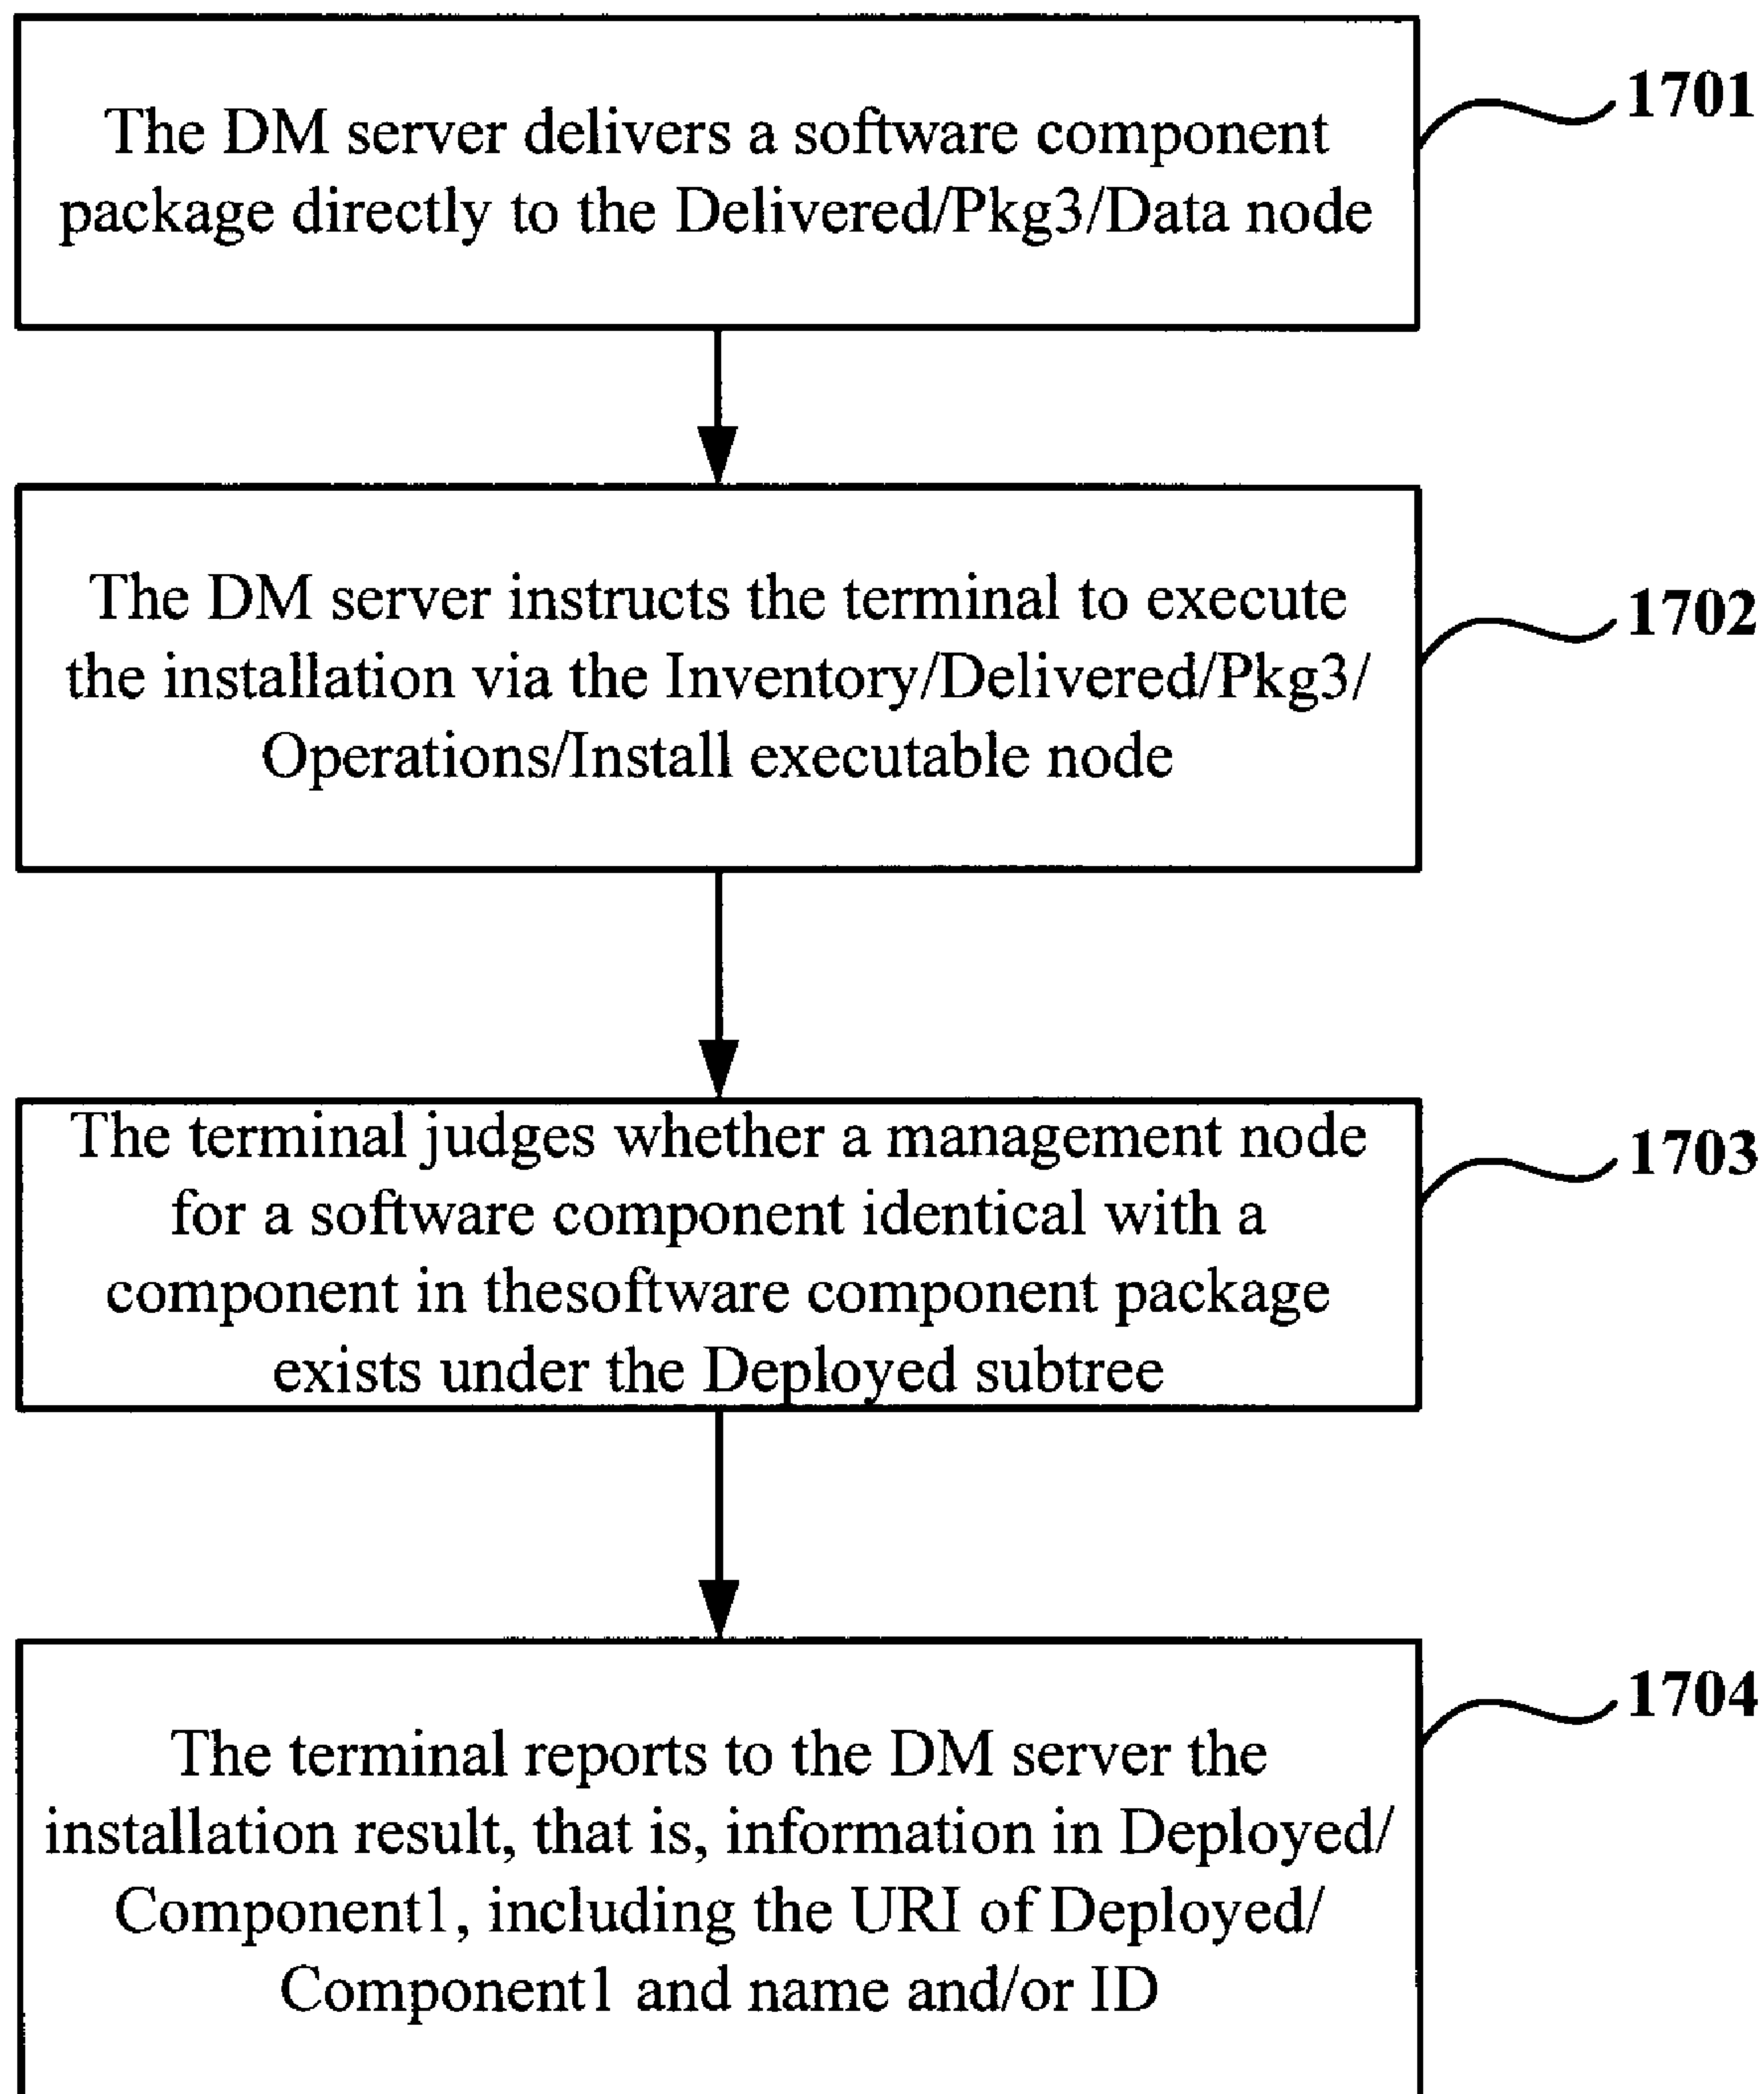 The DM server delivers a software component
package directly to the Delivered/Pkg3/Data node
1701
The DM server instructs the terminal to execute
the installation via the Inventory/Delivered/Pkg3/
Operations/Install executable node
1702
The terminal judges whether a management node
for a software component identical with a
component in thesoftware component package
exists under the Deployed subtree
1703
The terminal reports to the DM server the
installation result, that is, information in Deployed/
Component1, including the URI of Deployed/
Component1 and name and/or ID
1704